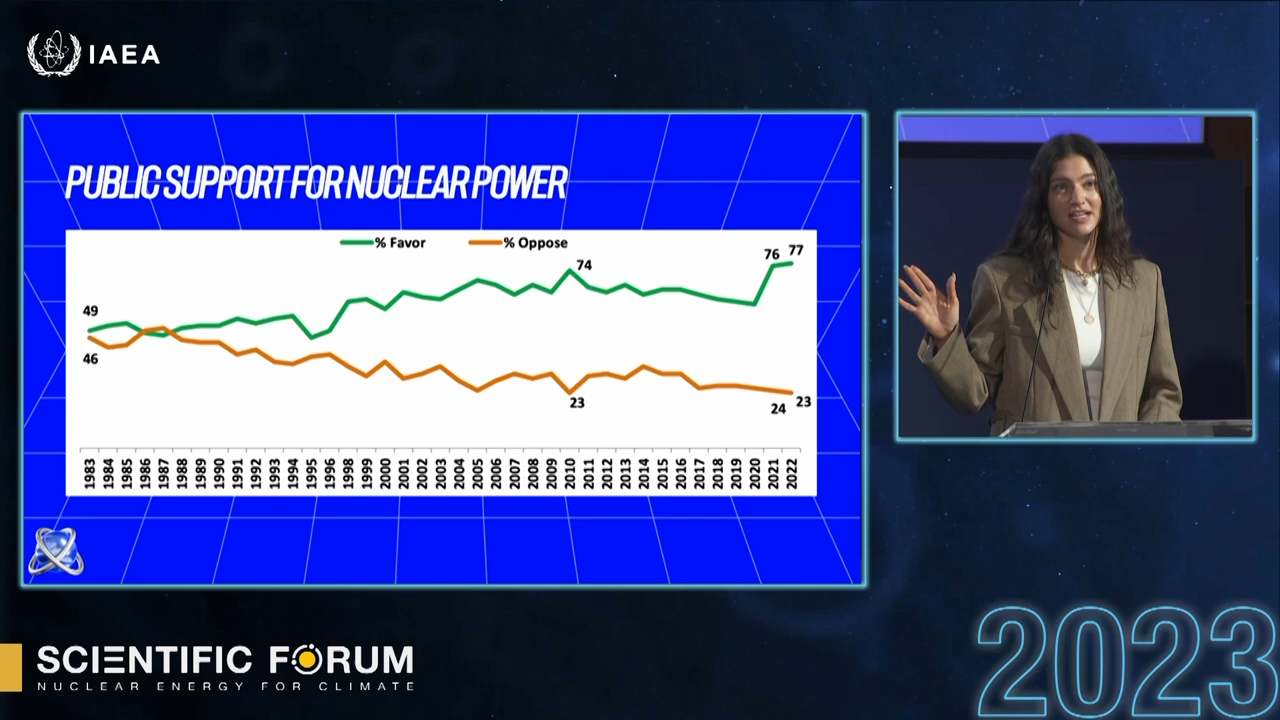 IAEA
PUBLIC SUPPORT FOR NUCLEAR POWER
% Favor % Oppose
49
46
74
23
76 77
24 23
1983 1984 1985 1986 1987 1988 1989 1990 1991 1992 1993 1994 1995 1996 1998 1999 2000 2001 2002 2003 2004 2005 2006 2007 2008 2009 2010 2011 2012 2013 2014 2015 2016 2017 2018 2019 2020 2021 2022
SCIENTIFIC FORUM
NUCLEAR ENERGY FOR CLIMATE
2023